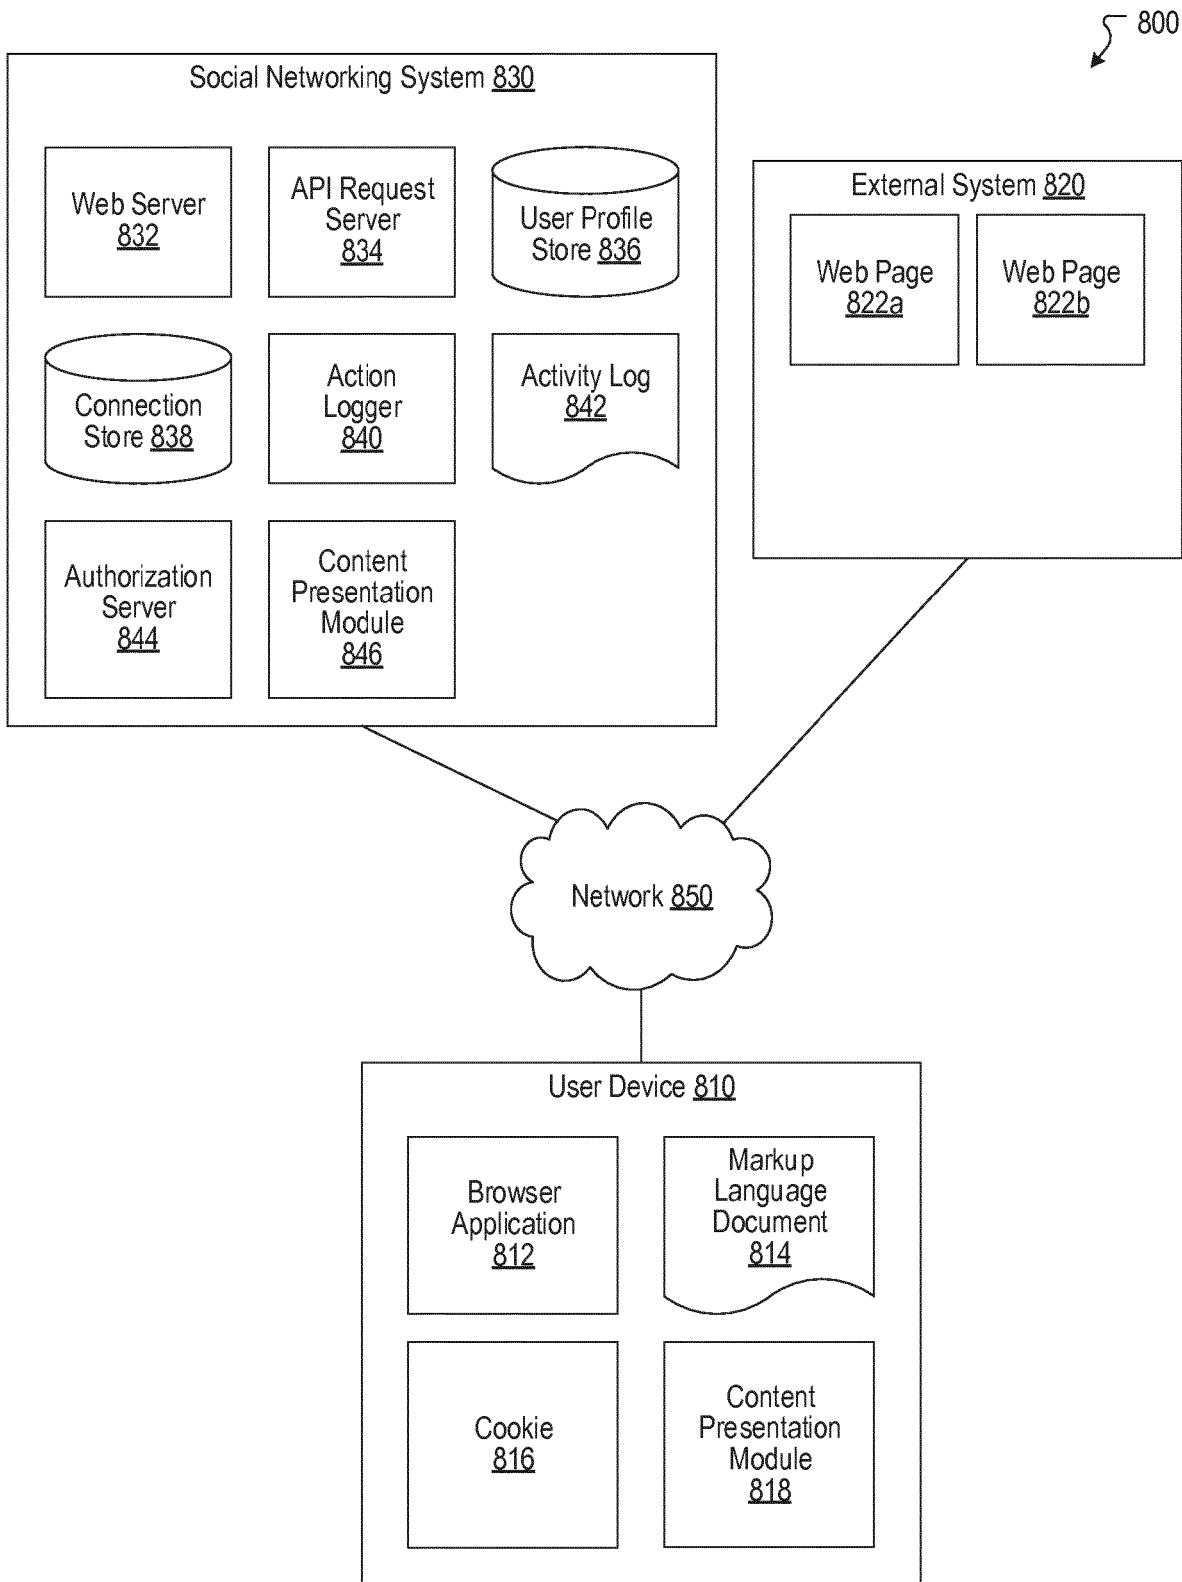 800
Social Networking System 830
Web Server
832
API Request
Server
834
User Profile
Store 836
Connection
Store 838
Action
Logger
840
Activity Log
842
Authorization
Server
844
Content
Presentation
Module
846
External System 820
Web Page
822a
Web Page
822b
Network 850
User Device 810
Browser
Application
812
Markup
Language
Document
814
Cookie
816
Content
Presentation
Module
818